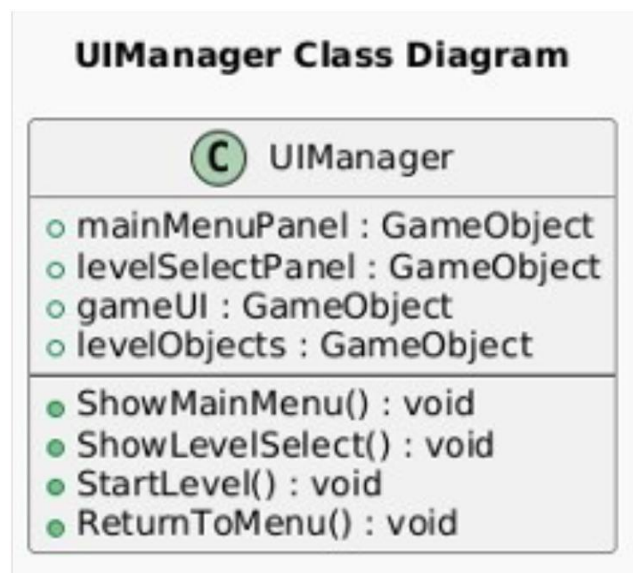 UIManager Class Diagram
C UIManager
mainMenuPanel : GameObject
levelSelectPanel : GameObject
gameUI : GameObject
levelObjects : GameObject
ShowMainMenu() : void
ShowLevelSelect() : void
StartLevel() : void
ReturnToMenu() : void